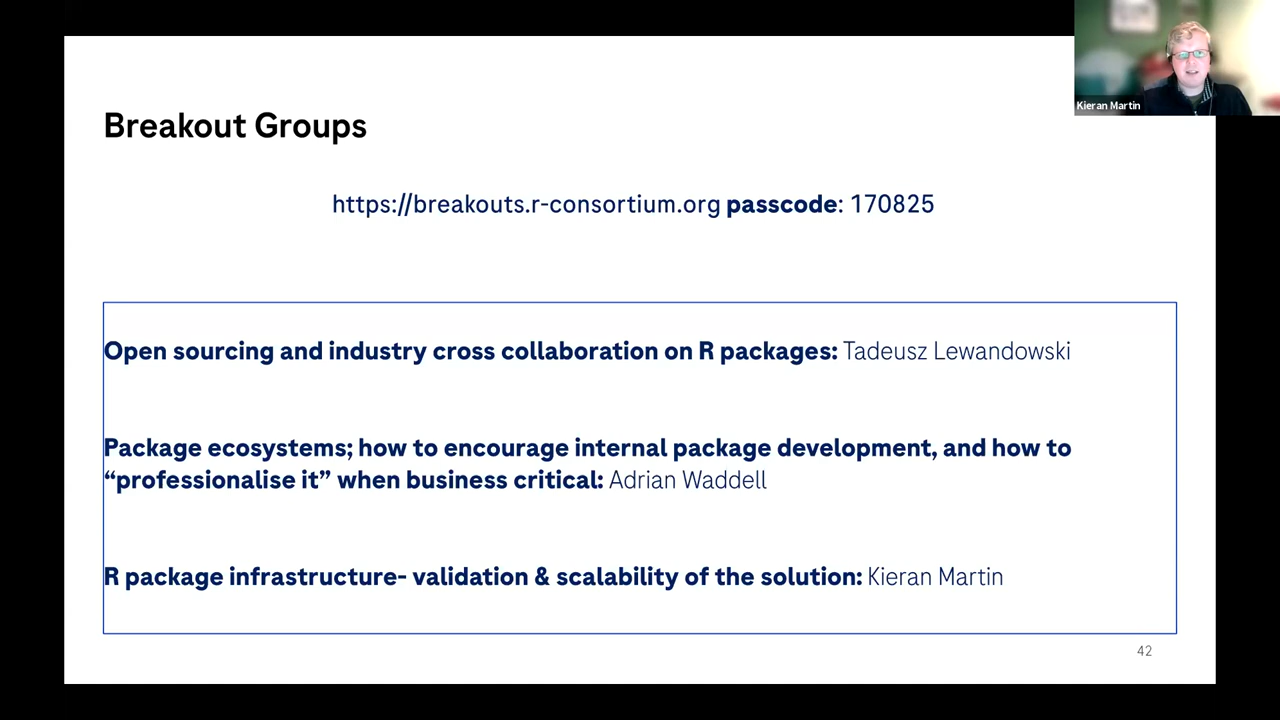 Kieran Martin
Breakout Groups
https://breakouts.r-consortium.org passcode: 170825
Open sourcing and industry cross collaboration on R packages: Tadeusz Lewandowski
Package ecosystems; how to encourage internal package development, and how to
“professionalise it” when business critical: Adrian Waddell
R package infrastructure- validation & scalability of the solution: Kieran Martin
42